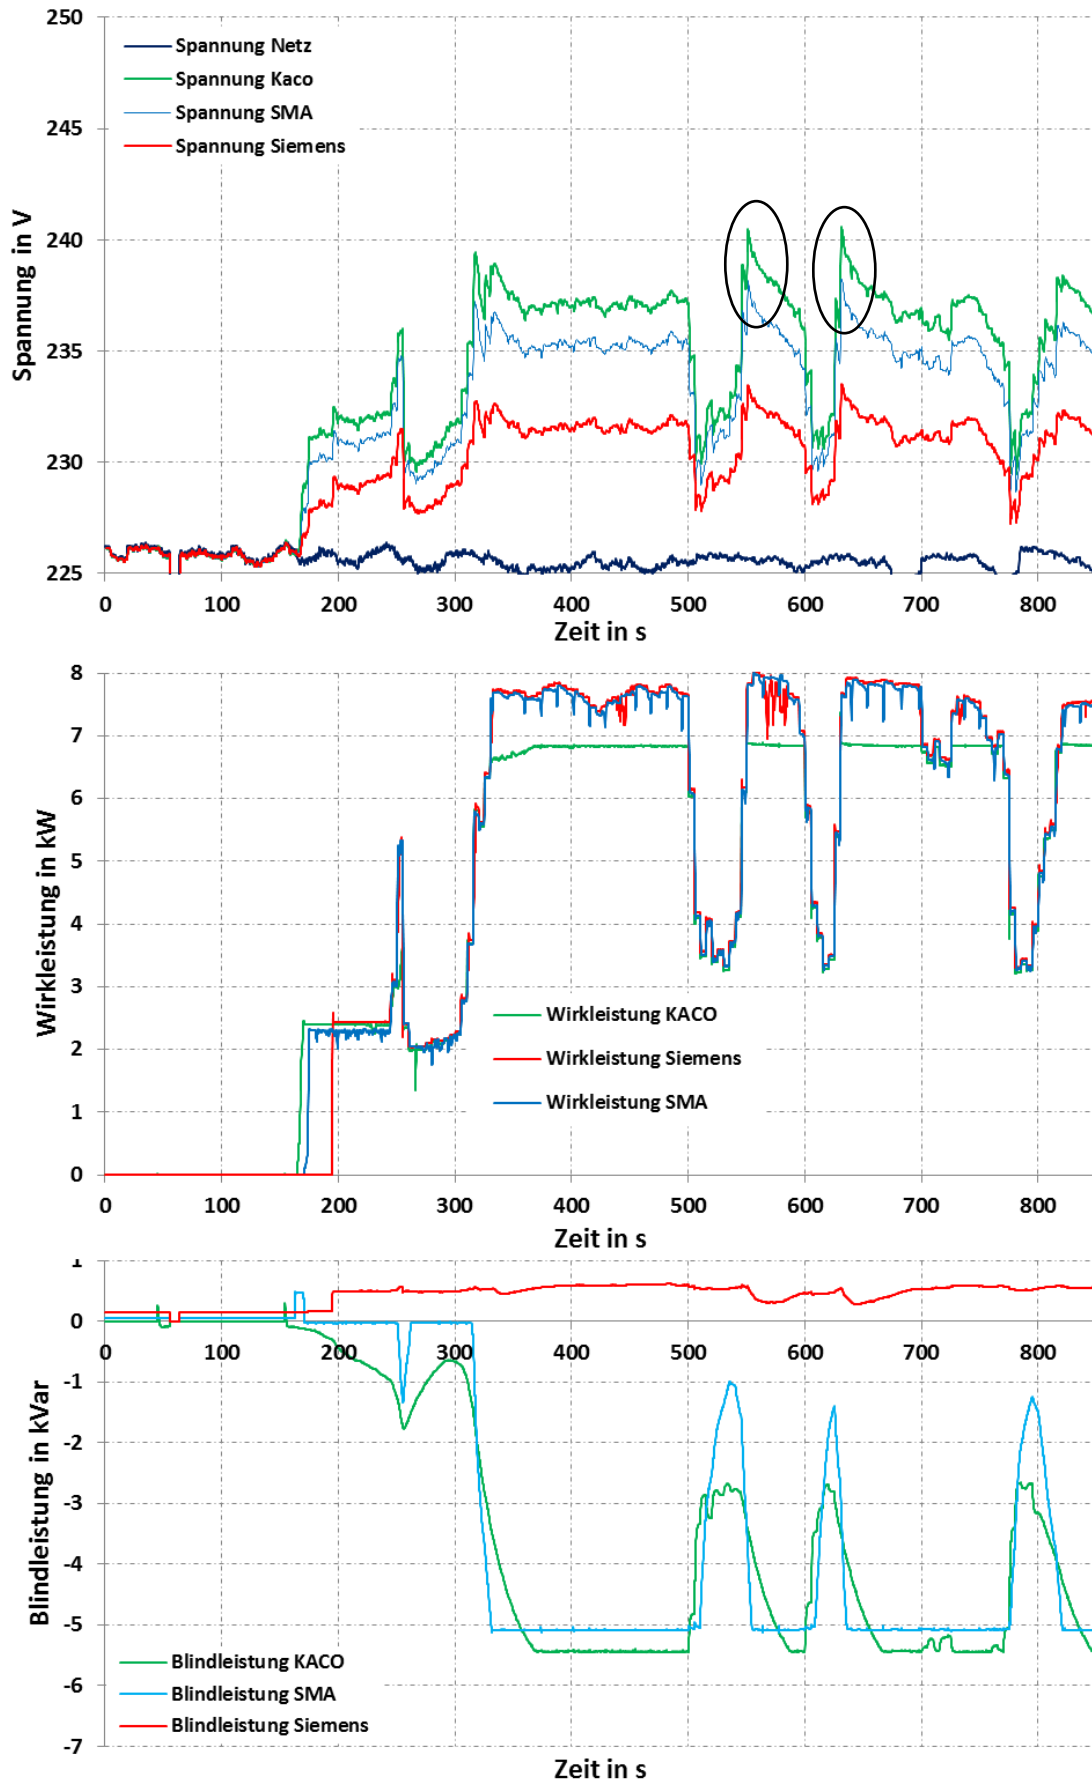 250
245
240
235
230
225
Spannung in V
Spannung Netz
Spannung Kaco
Spannung SMA
Spannung Siemens
0 100 200 300 400 500 600 700 800
Zeit in s
8
7
6
5
4
3
2
1
0
Wirkleistung in kW
Wirkleistung KACO
Wirkleistung Siemens
Wirkleistung SMA
0 100 200 300 400 500 600 700 800
Zeit in s
1
0
-1
-2
-3
-4
-5
-6
-7
Blindleistung in kVar
0 100 200 300 400 500 600 700 800
Blindleistung KACO
Blindleistung SMA
Blindleistung Siemens
Zeit in s